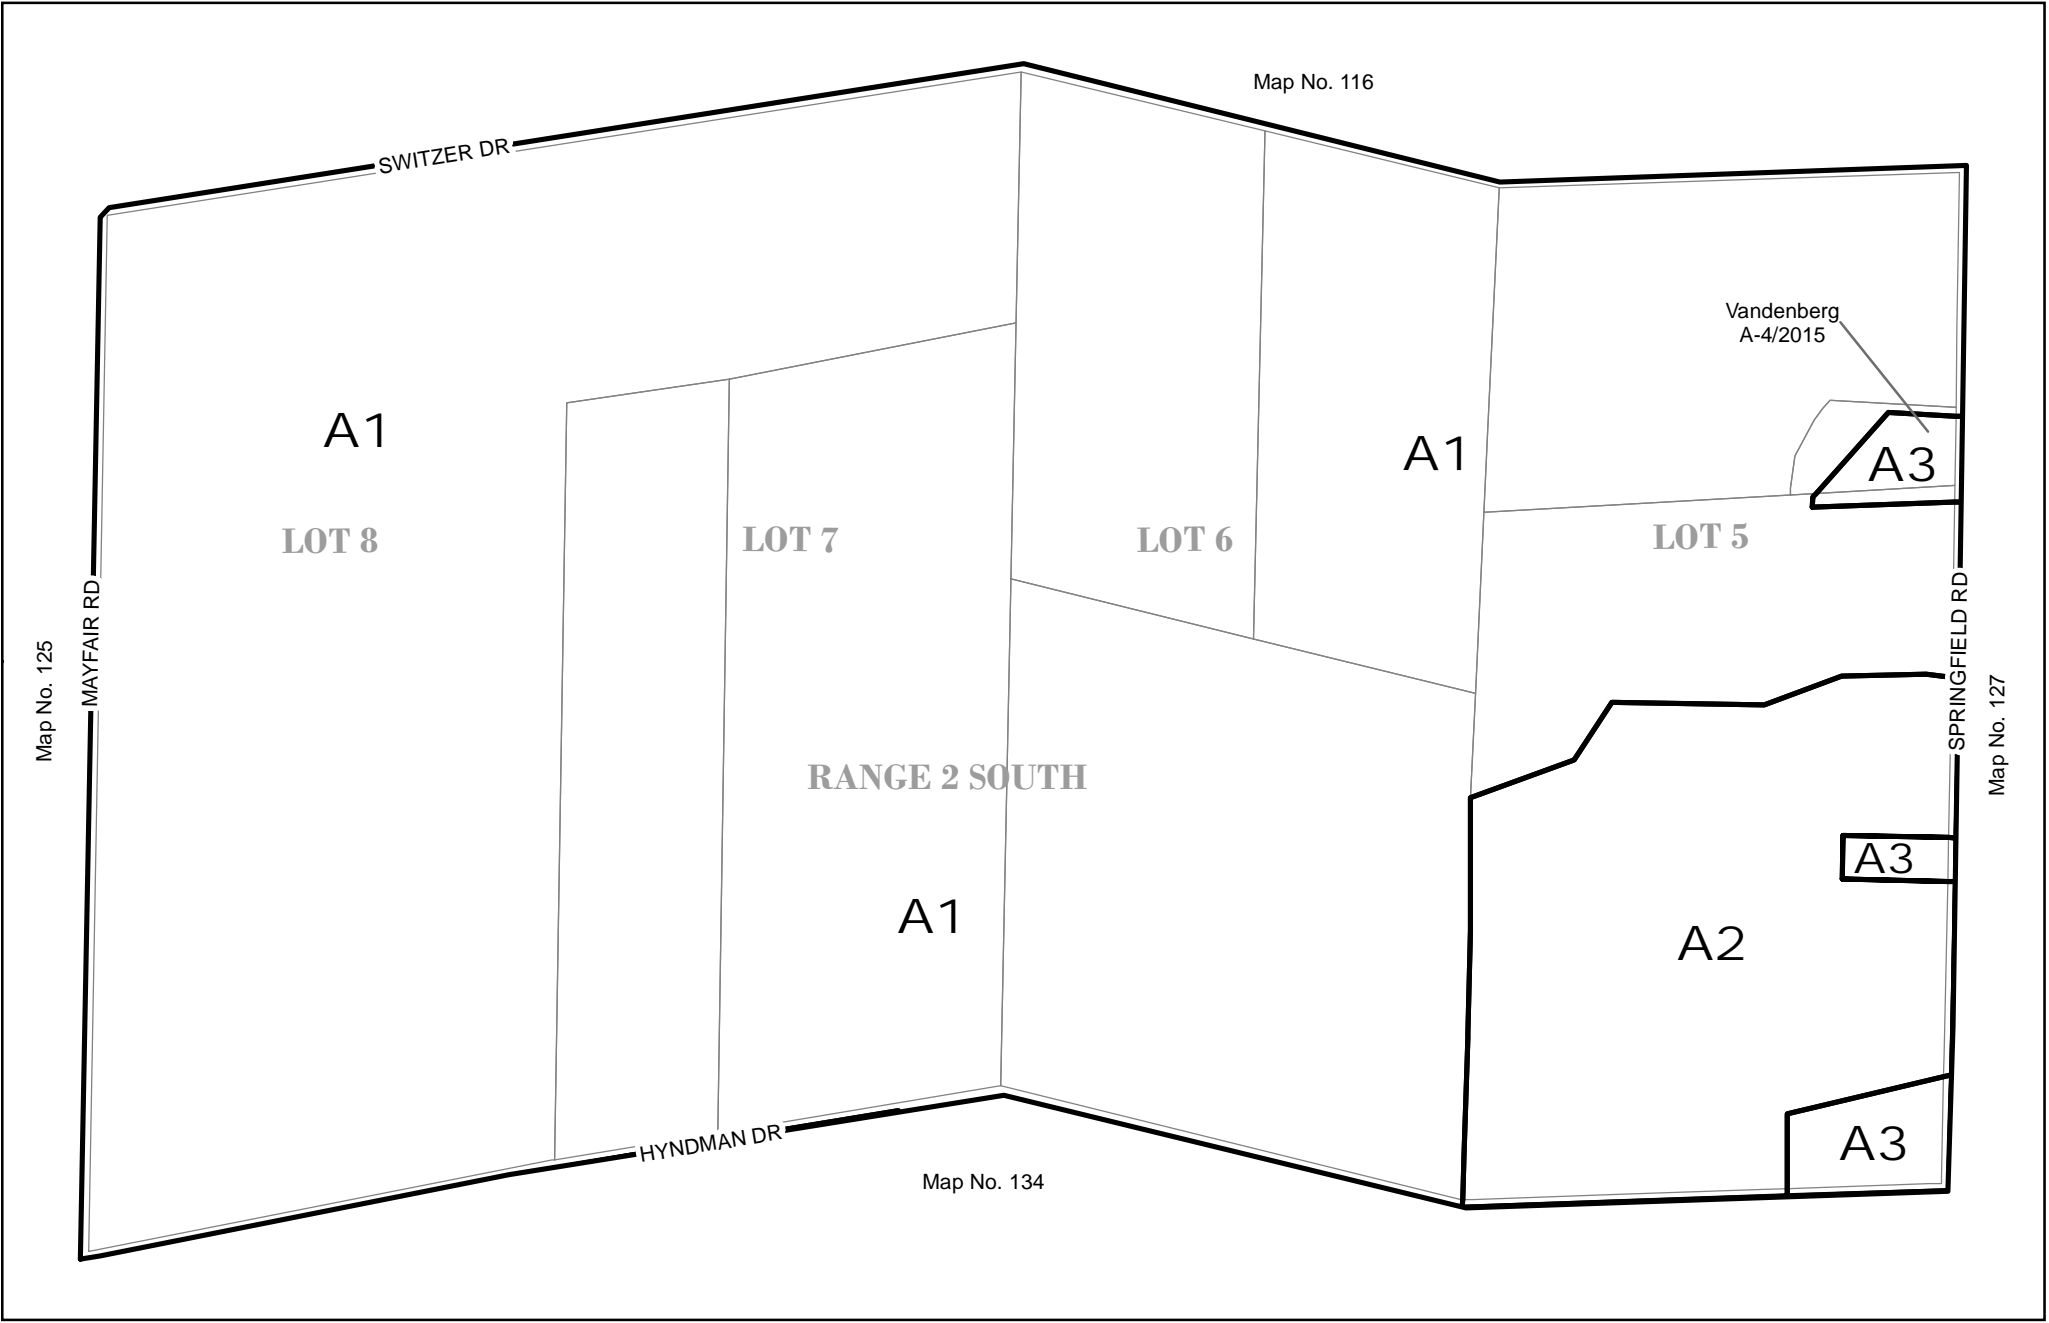 Map No. 116
SWITZER DR
Vandenberg
A-4/2015
A1
A1
A3
LOT 8
LOT 7
LOT 6
LOT 5
MAYFAIR RD
Map No. 125
SPRINGFIELD RD
Map No. 127
RANGE 2 SOUTH
A3
A1
A2
HYNDMAN DR
A3
Map No. 134